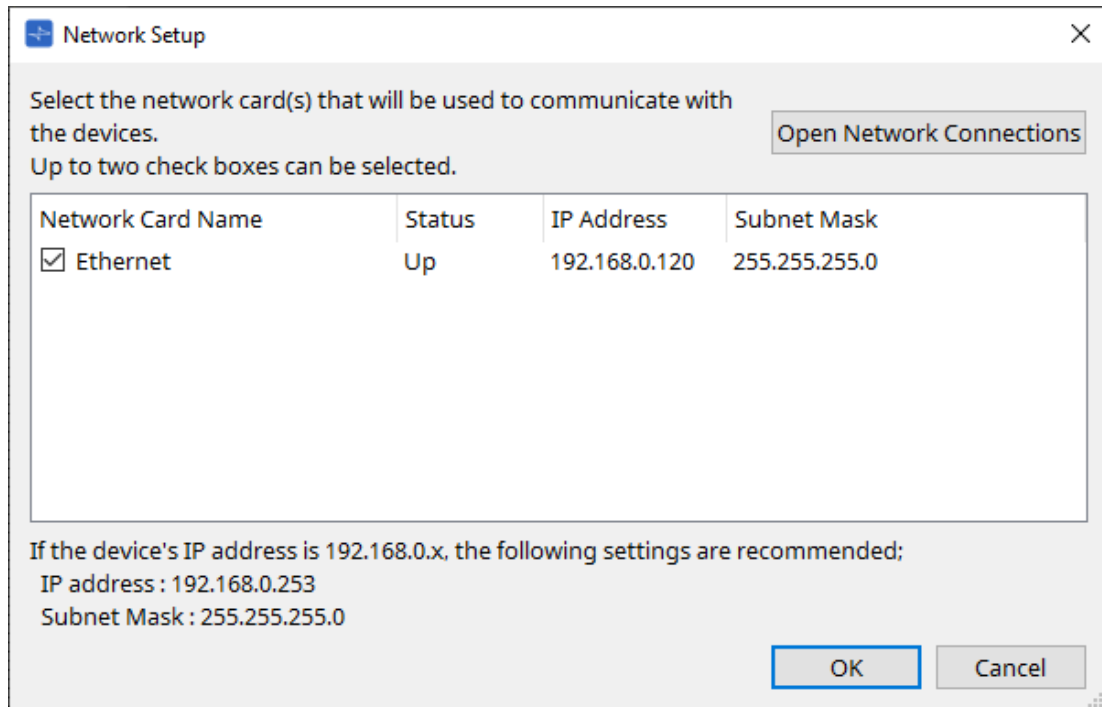 Network Setup
Select the network card(s) that will be used to communicate with
the devices.
Up to two check boxes can be selected.
Open Network Connections
Network Card Name Status IP Address Subnet Mask
Ethernet Up 192.168.0.120 255.255.255.0
If the device's IP address is 192.168.0.x, the following settings are recommended;
IP address : 192.168.0.253
Subnet Mask : 255.255.255.0
OK Cancel